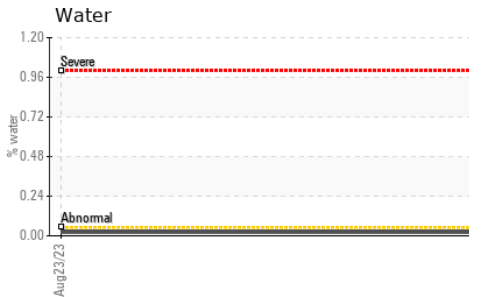 Water
1.20
Severe
0.96
0.72
% water
0.48
0.24
Abnormal
0.00
Aug23/23